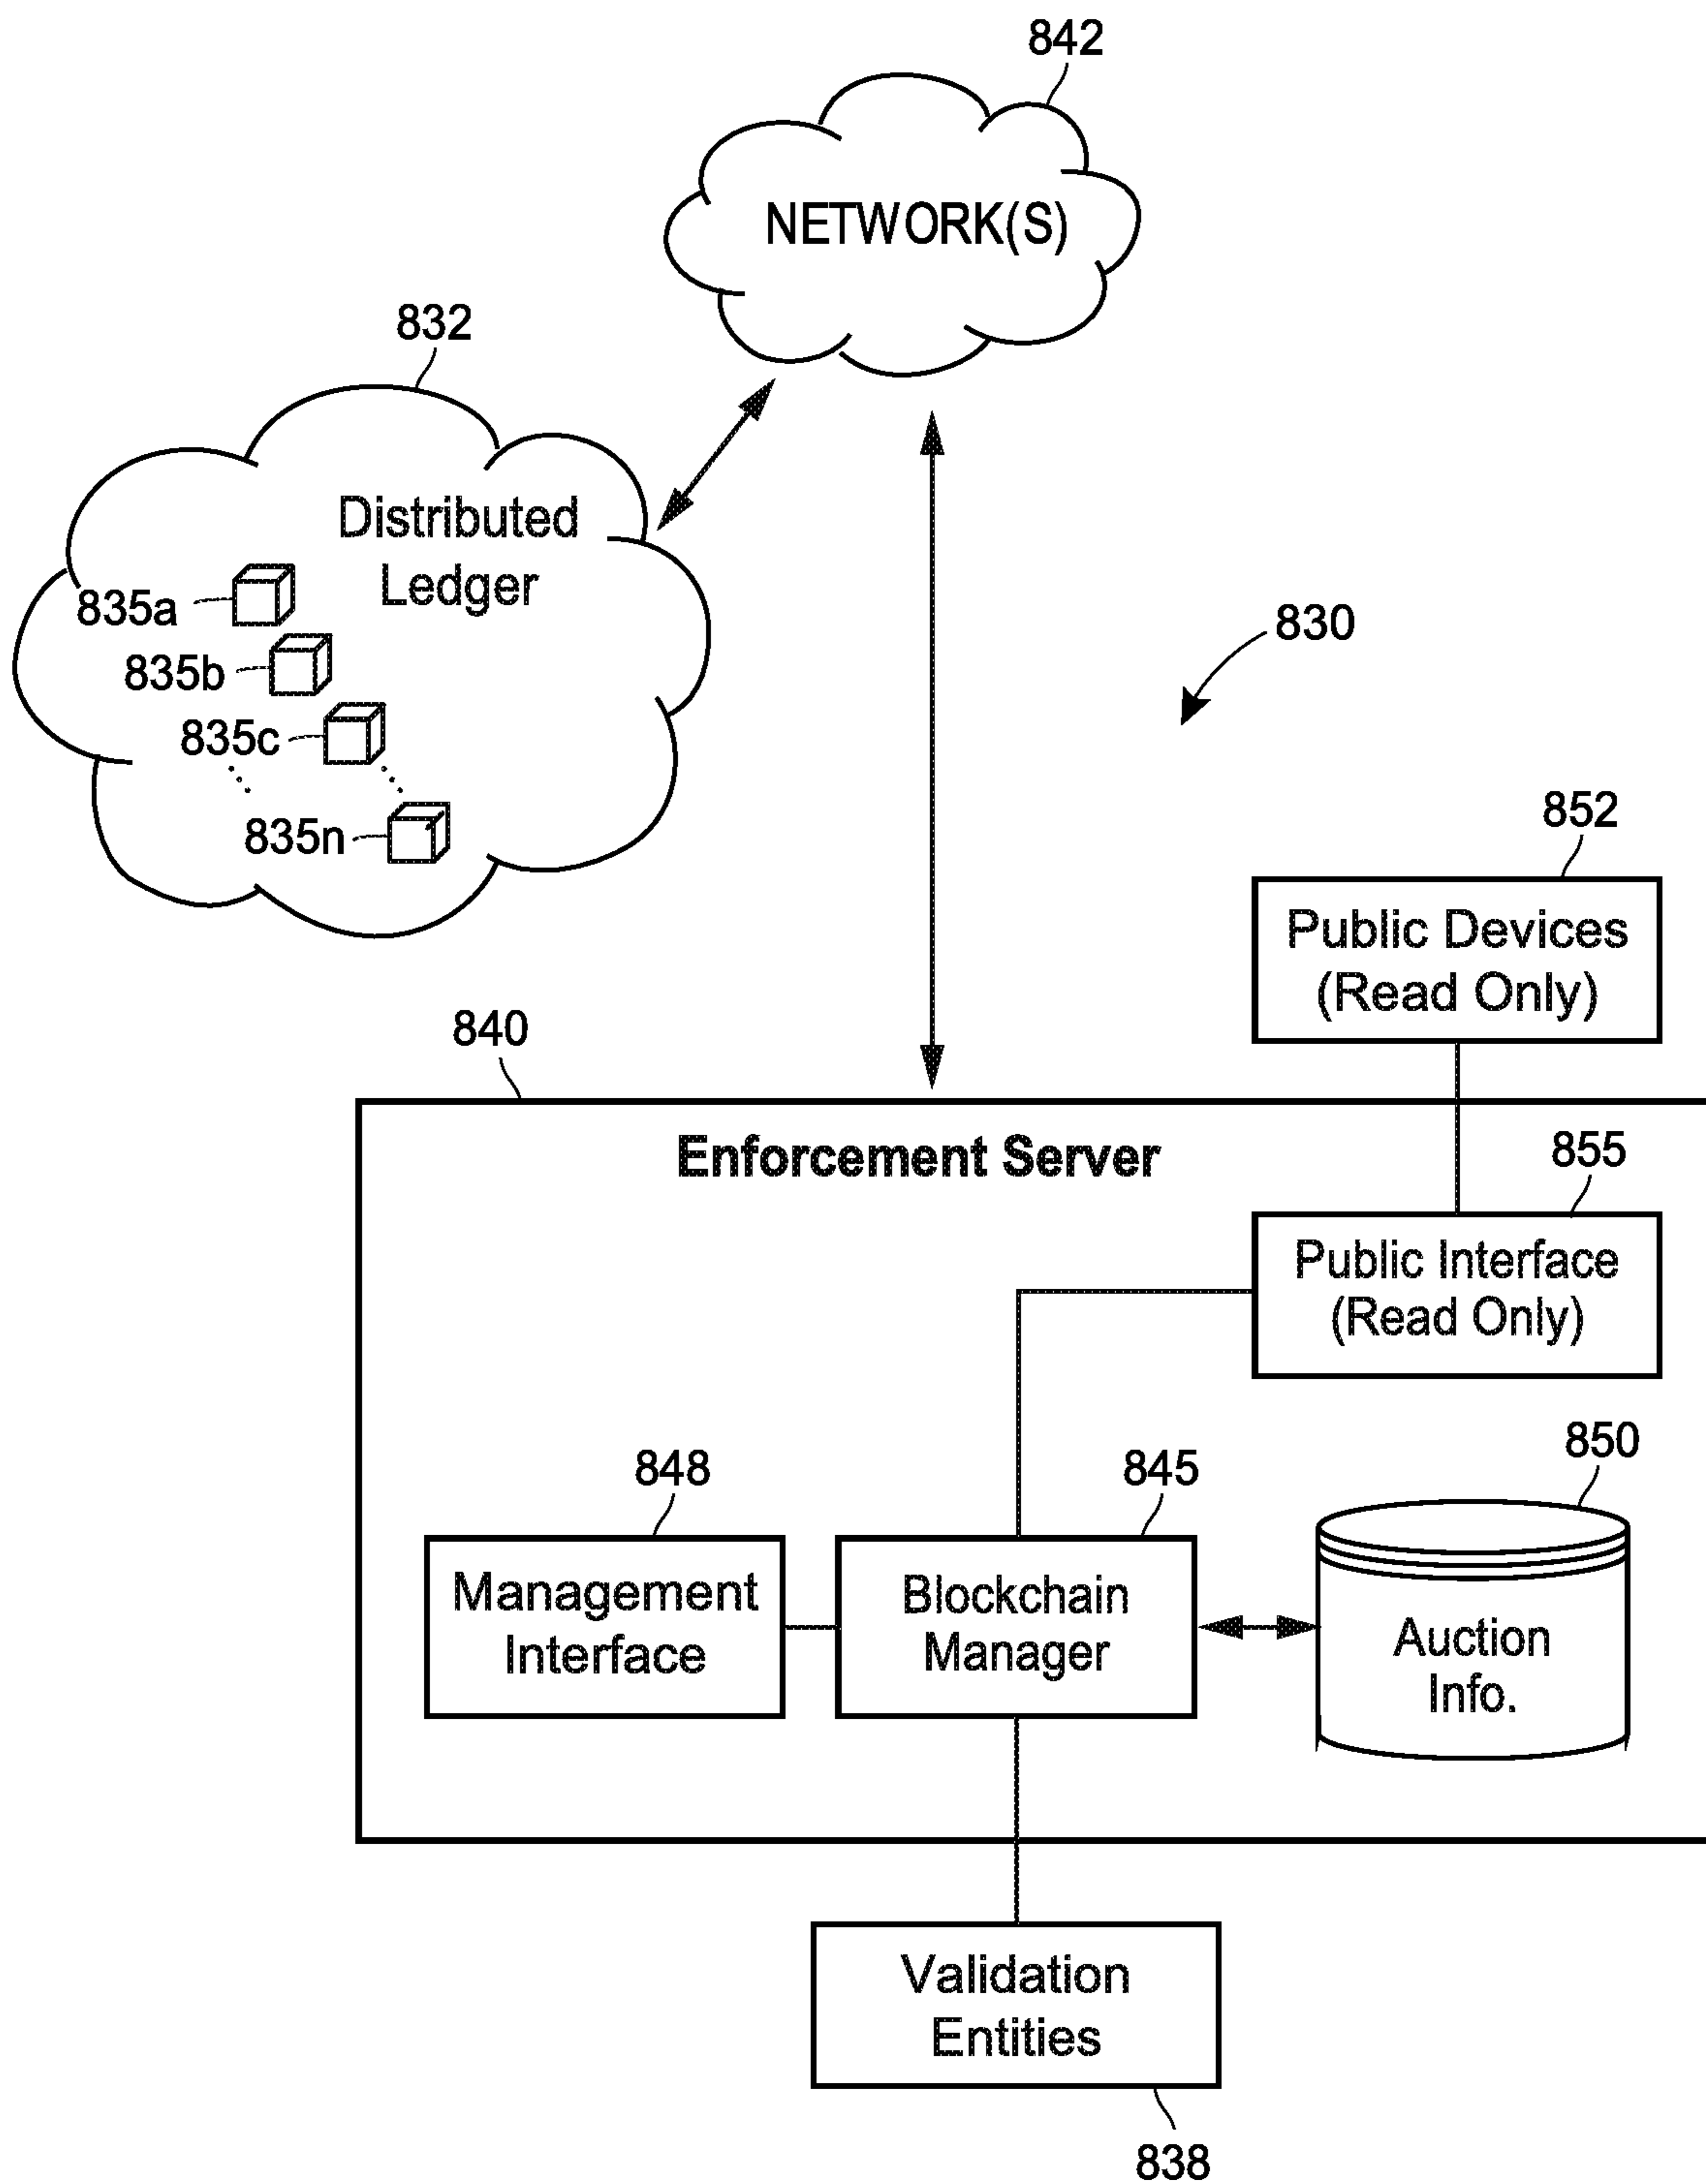 842
NETWORK(S)
832
Distributed
Ledger
835a
835b
835c
835n
830
852
Public Devices
(Read Only)
840
Enforcement Server
855
Public Interface
(Read Only)
848
845
850
Management
Interface
Blockchain
Manager
Auction
Info.
Validation
Entities
838